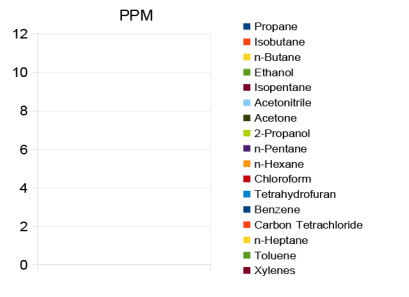 PPM
12
10
8
6
4
2
0
Propane
Isobutane
n-Butane
Ethanol
Isopentane
Acetonitrile
Acetone
2-Propanol
n-Pentane
n-Hexane
Chloroform
Tetrahydrofuran
Benzene
Carbon Tetrachloride
n-Heptane
Toluene
Xylenes